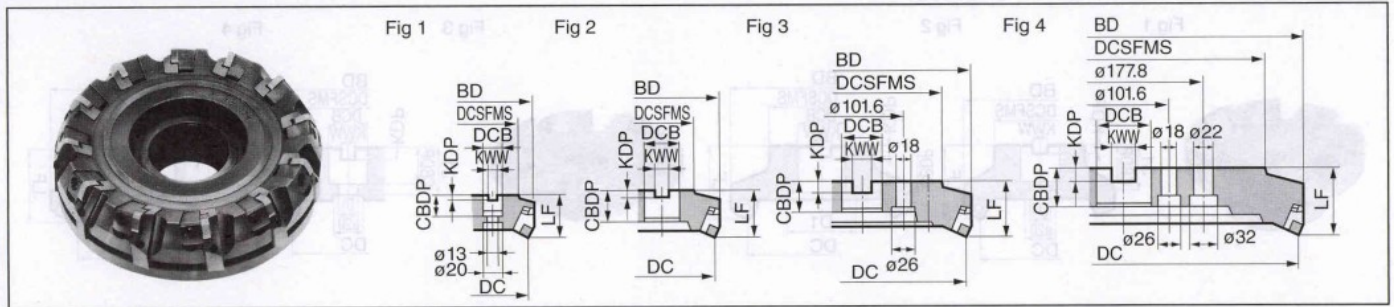 Fig 1
BD
DCSFMS
DCB
KWW
KDP
CBDP
LF
ø13
ø20
DC
Fig 2
BD
DCSFMS
DCB
KWW
KDP
CBDP
LF
DC
Fig 3
BD
DCSFMS
ø101.6
DCB
KWW
ø18
KDP
CBDP
LF
ø26
DC
Fig 4
BD
DCSFMS
ø177.8
ø101.6
DCB
KWW
ø18
ø22
KDP
CBDP
LF
ø26
ø32
DC